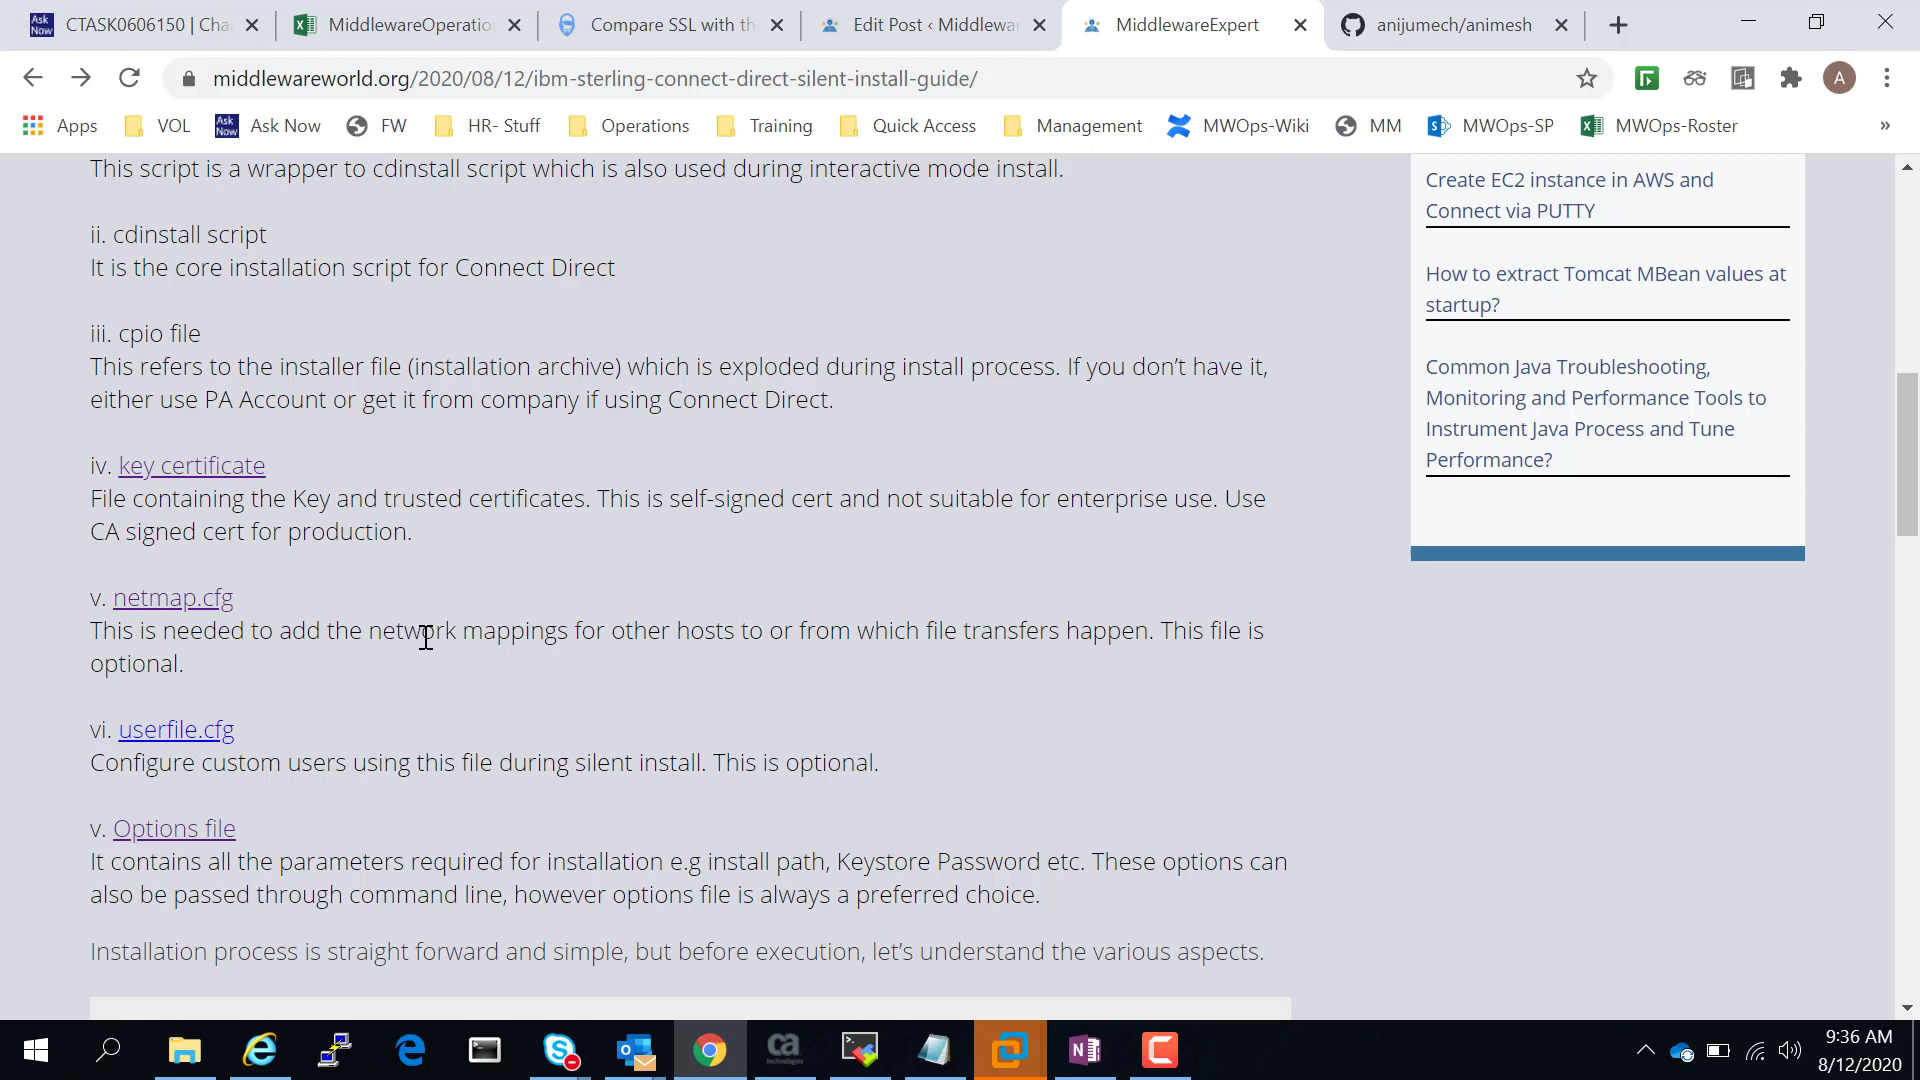 CTASK0606150 | Cha
MiddlewareOperatio
Compare SSL with th
Edit Post ‹ Middlewa
MiddlewareExpert
anijumech/animesh
middlewareworld.org/2020/08/12/ibm-sterling-connect-direct-silent-install-guide/
A
Apps
VOL
Ask Now
Ask Now
FW
HR- Stuff
Operations
Training
Quick Access
Management
MWOps-Wiki
MM
MWOps-SP
MWOps-Roster
»
This script is a wrapper to cdinstall script which is also used during interactive mode install.
ii. cdinstall script
It is the core installation script for Connect Direct
iii. cpio file
This refers to the installer file (installation archive) which is exploded during install process. If you don’t have it,
either use PA Account or get it from company if using Connect Direct.
iv. key certificate
File containing the Key and trusted certificates. This is self-signed cert and not suitable for enterprise use. Use
CA signed cert for production.
v. netmap.cfg
This is needed to add the network mappings for other hosts to or from which file transfers happen. This file is
optional.
vi. userfile.cfg
Configure custom users using this file during silent install. This is optional.
v. Options file
It contains all the parameters required for installation e.g install path, Keystore Password etc. These options can
also be passed through command line, however options file is always a preferred choice.
Installation process is straight forward and simple, but before execution, let’s understand the various aspects.
Create EC2 instance in AWS and
Connect via PUTTY
How to extract Tomcat MBean values at
startup?
Common Java Troubleshooting,
Monitoring and Performance Tools to
Instrument Java Process and Tune
Performance?
ca
technologies
9:36 AM
8/12/2020